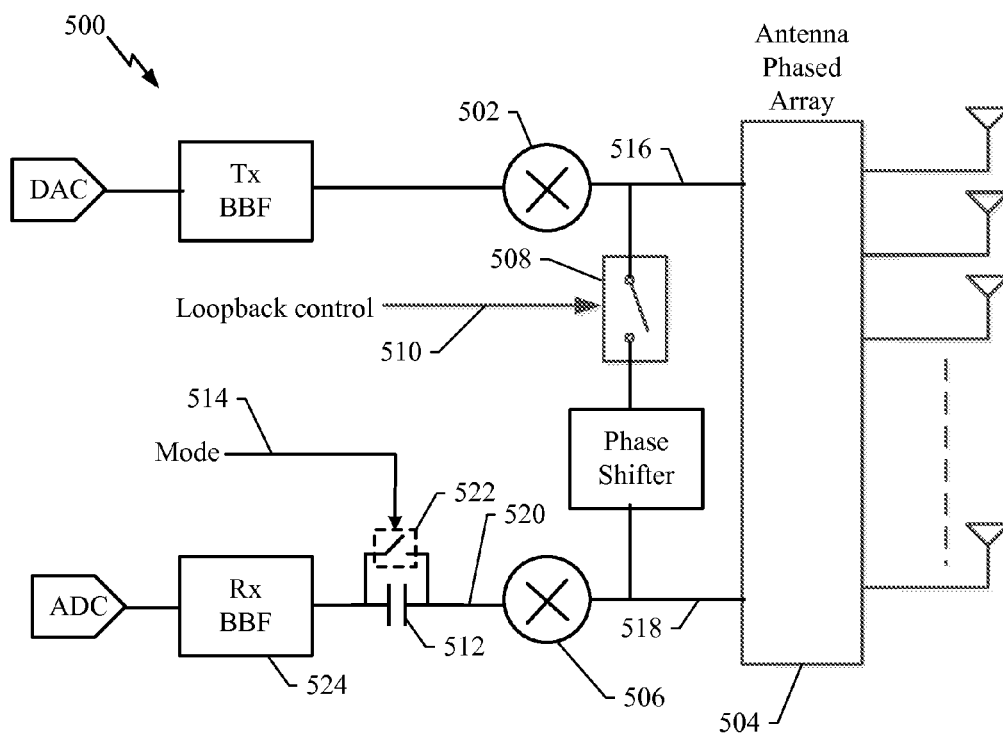 500
Antenna
Phased
Array
502
516
DAC
Tx
BBF
508
Loopback control
510
514
Mode
Phase
Shifter
522
520
ADC
Rx
BBF
512
518
524
506
504